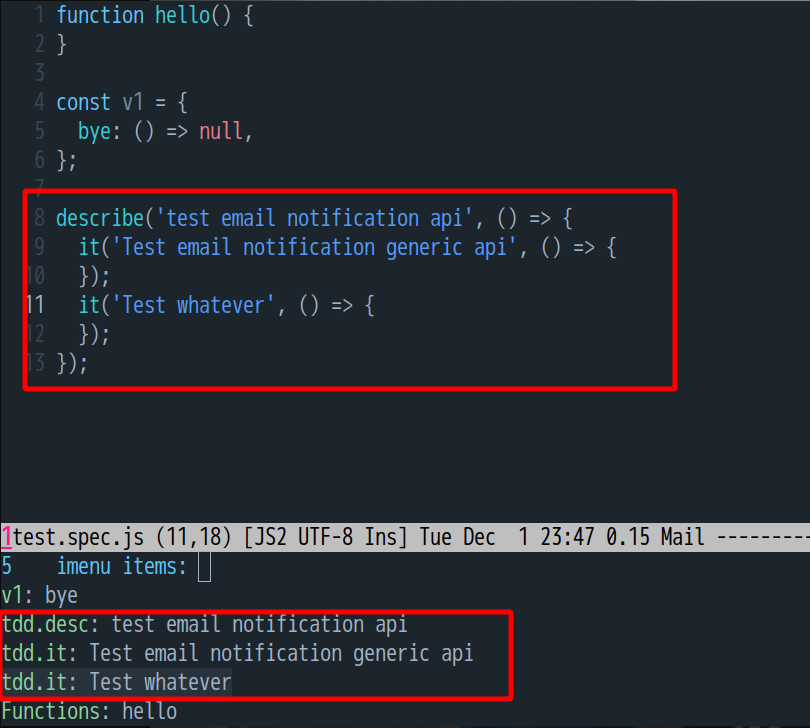 1 function hello() {
2 }
3
4 const v1 = {
5   bye: () => null,
6 };
7
8 describe('test email notification api', () => {
9   it('Test email notification generic api', () => {
10   });
11   it('Test whatever', () => {
12   });
13 });
1test.spec.js (11,18) [JS2 UTF-8 Ins] Tue Dec  1 23:47 0.15 Mail ---------
5    imenu items:
v1: bye
tdd.desc: test email notification api
tdd.it: Test email notification generic api
tdd.it: Test whatever
Functions: hello